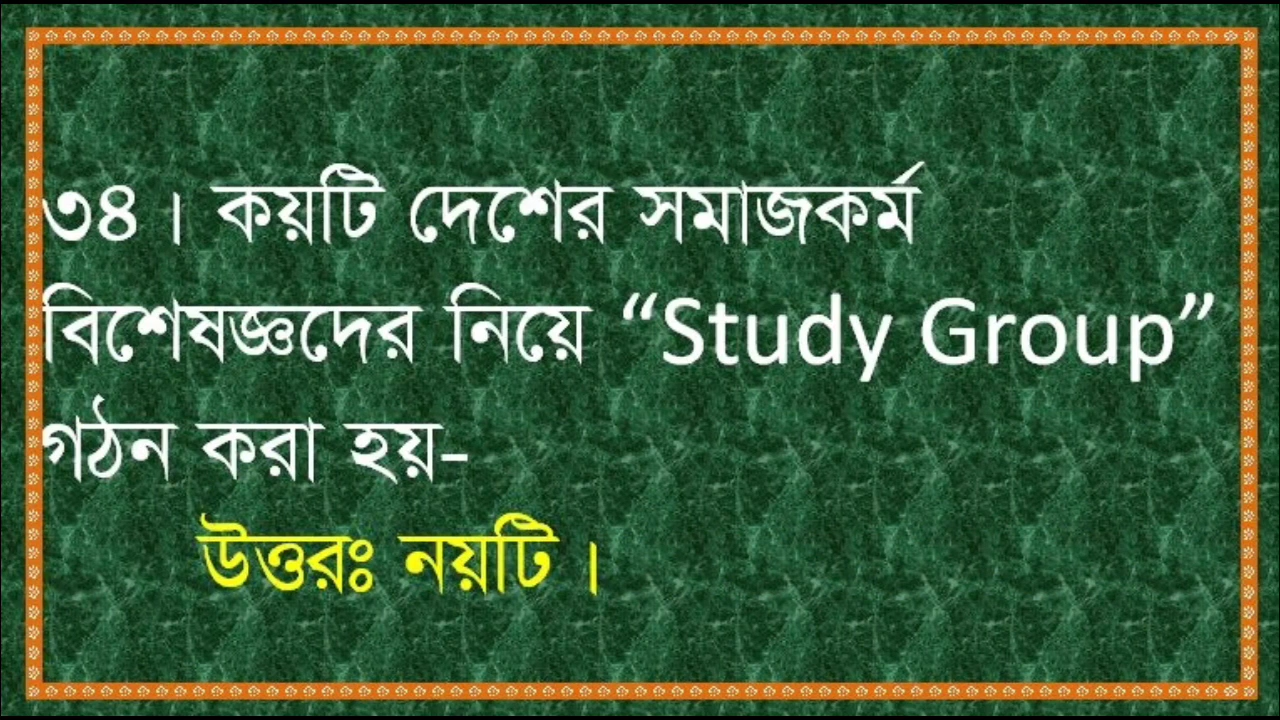 ৩৪। কয়টি দেশের সমাজকর্ম
বিশেষজ্ঞদের নিয়ে “Study Group”
গঠন করা হয়-
উত্তরঃ নয়টি।